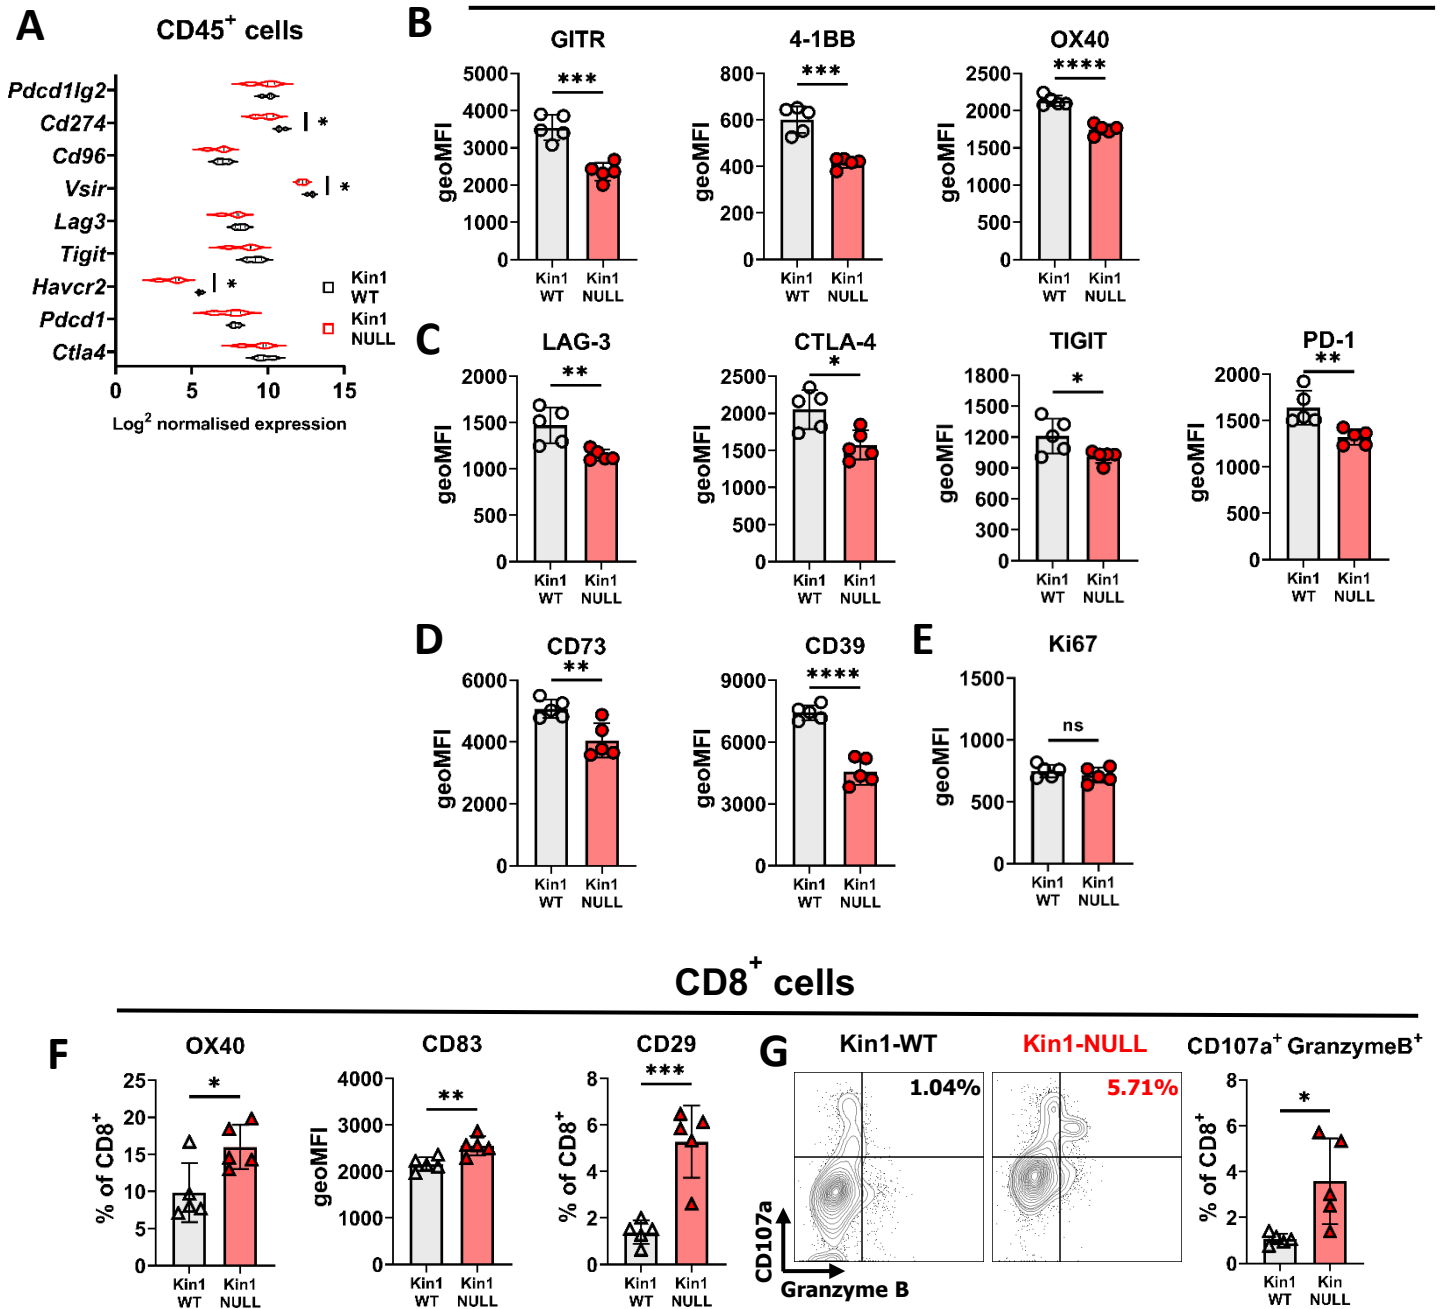 A
CD45+ cells
Pdcd1lg2
Cd274
*
Cd96
Vsir
*
Lag3
Tigit
Havcr2
*
Pdcd1
Ctla4
Kin1
WT
Kin1
NULL
0 5 10 15
Log2 normalised expression
B
GITR
***
5000
4000
3000
2000
1000
0
geoMFI
Kin1 Kin1
WT NULL
4-1BB
***
800
600
400
200
0
geoMFI
Kin1 Kin1
WT NULL
OX40
****
2500
2000
1500
1000
500
0
geoMFI
Kin1 Kin1
WT NULL
C
LAG-3
**
2000
1500
1000
500
0
geoMFI
Kin1 Kin1
WT NULL
CTLA-4
*
2500
2000
1500
1000
500
0
geoMFI
Kin1 Kin1
WT NULL
TIGIT
*
1800
1500
1200
900
600
300
0
geoMFI
Kin1 Kin1
WT NULL
PD-1
**
2000
1500
1000
500
0
geoMFI
Kin1 Kin1
WT NULL
D
CD73
**
6000
4000
2000
0
geoMFI
Kin1 Kin1
WT NULL
CD39
****
9000
6000
3000
0
geoMFI
Kin1 Kin1
WT NULL
E
Ki67
ns
1500
1000
500
0
geoMFI
Kin1 Kin1
WT NULL
CD8+ cells
F
OX40
*
25
20
15
10
5
0
% of CD8+
Kin1 Kin1
WT NULL
CD83
**
4000
3000
2000
1000
0
geoMFI
Kin1 Kin1
WT NULL
CD29
***
8
6
4
2
0
% of CD8+
Kin1 Kin1
WT NULL
G
Kin1-WT
1.04%
Kin1-NULL
5.71%
CD107a
Granzyme B
CD107a+ GranzymeB+
*
8
6
4
2
0
% of CD8+
Kin1 Kin
WT NULL